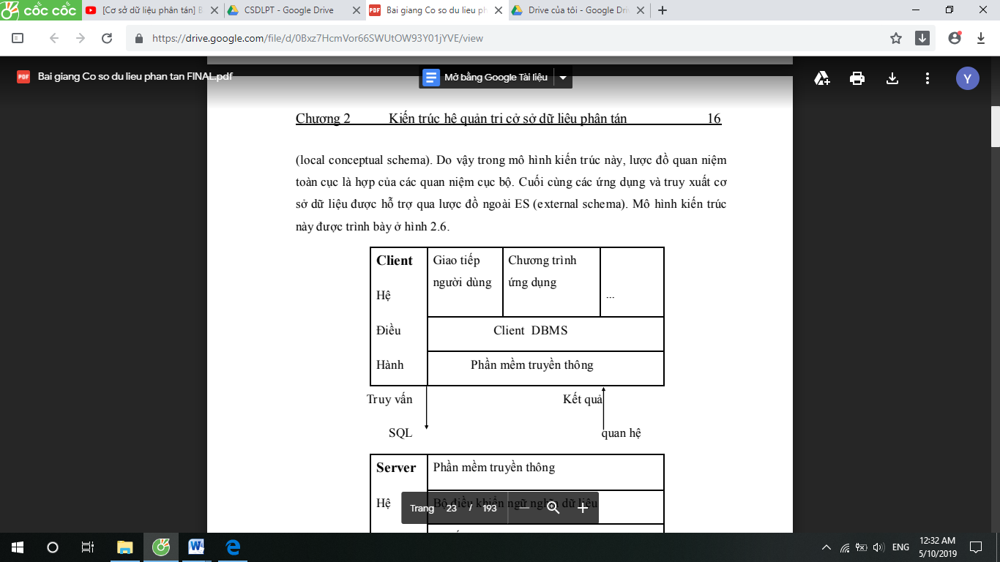 cốc cốc
[Cơ sở dữ liệu phân tán] B
CSDLPT - Google Drive
Bai giang Co so du lieu ph
Drive của tôi - Google Dri
https://drive.google.com/file/d/0Bxz7HcmVor66SWUtOW93Y01jYVE/view
PDF Bai giang Co so du lieu phan tan FINAL.pdf
Mở bằng Google Tài liệu
Y
Chương 2 Kiến trúc hê quản tri cở sở dữ liêu phân tán 16
(local conceptual schema). Do vậy trong mô hình kiến trúc này, lược đồ quan niệm
toàn cục là hợp của các quan niệm cục bộ. Cuối cùng các ứng dụng và truy xuất cơ
sở dữ liệu được hỗ trợ qua lược đồ ngoài ES (external schema). Mô hình kiến trúc
này được trình bày ở hình 2.6.
Client
Hệ
Điều
Hành
Giao tiếp
người dùng
Chương trình
ứng dụng
...
Client DBMS
Phần mềm truyền thông
Truy vấn
SQL
Kết quả
quan hệ
Server
Hệ
Phần mềm truyền thông
Bộ điều khiển ngữ nghĩa dữ liệu
Trang 23 / 193
ENG
12:32 AM
5/10/2019